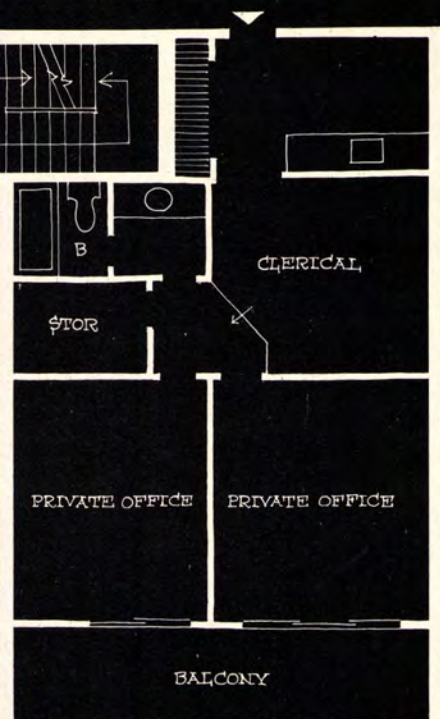 B
CLERICAL
STOR
PRIVATE OFFICE
PRIVATE OFFICE
BALCONY